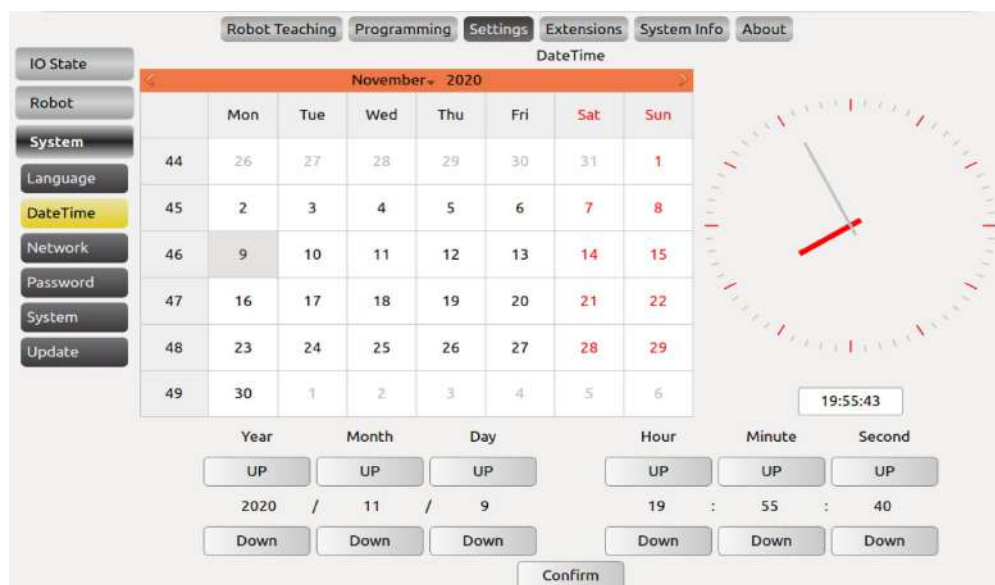 Robot Teaching Programming Settings Extensions System Info About
DateTime
IO State
Robot
System
Language
DateTime
Network
Password
System
Update
November 2020
Mon Tue Wed Thu Fri Sat Sun
44 26 27 28 29 30 31 1
45 2 3 4 5 6 7 8
46 9 10 11 12 13 14 15
47 16 17 18 19 20 21 22
48 23 24 25 26 27 28 29
49 30 1 2 3 4 5 6
19:55:43
Year Month Day Hour Minute Second
UP UP UP UP UP UP
2020 / 11 / 9 19 : 55 : 40
Down Down Down Down Down Down
Confirm